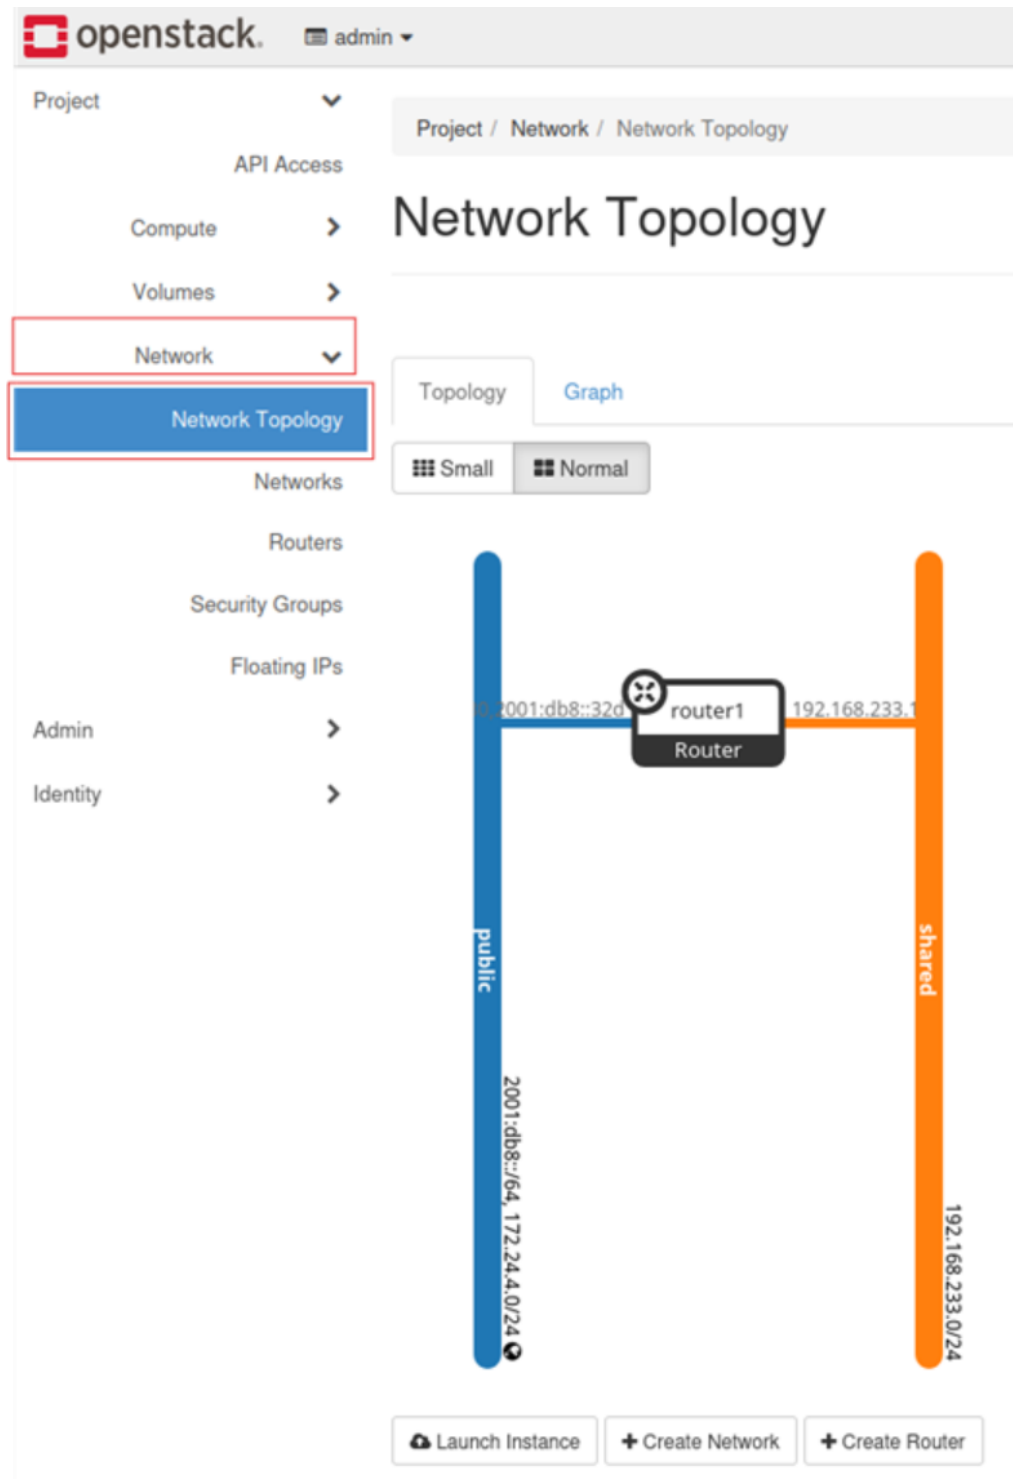 openstack. admin
Project
API Access
Compute
Volumes
Network
Network Topology
Networks
Routers
Security Groups
Floating IPs
Admin
Identity
Project / Network / Network Topology
Network Topology
Topology Graph
Small Normal
2001:db8::32d
router1
Router
192.168.233.1
public
2001:db8::/64, 172.24.4.0/24
shared
192.168.233.0/24
Launch Instance
+ Create Network
+ Create Router